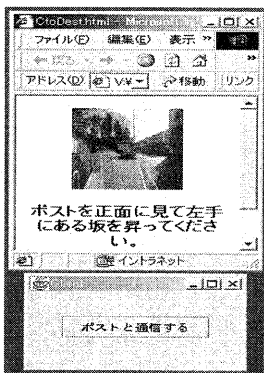 CtoDest.html - Microsoft
ファイル(F) 編集(E) 表示 »
戻る »
アドレス(D) 移動 リンク
ポストを正面に見て左手
にある坂を昇ってくださ
い。
イントラネット
ポストと通信する